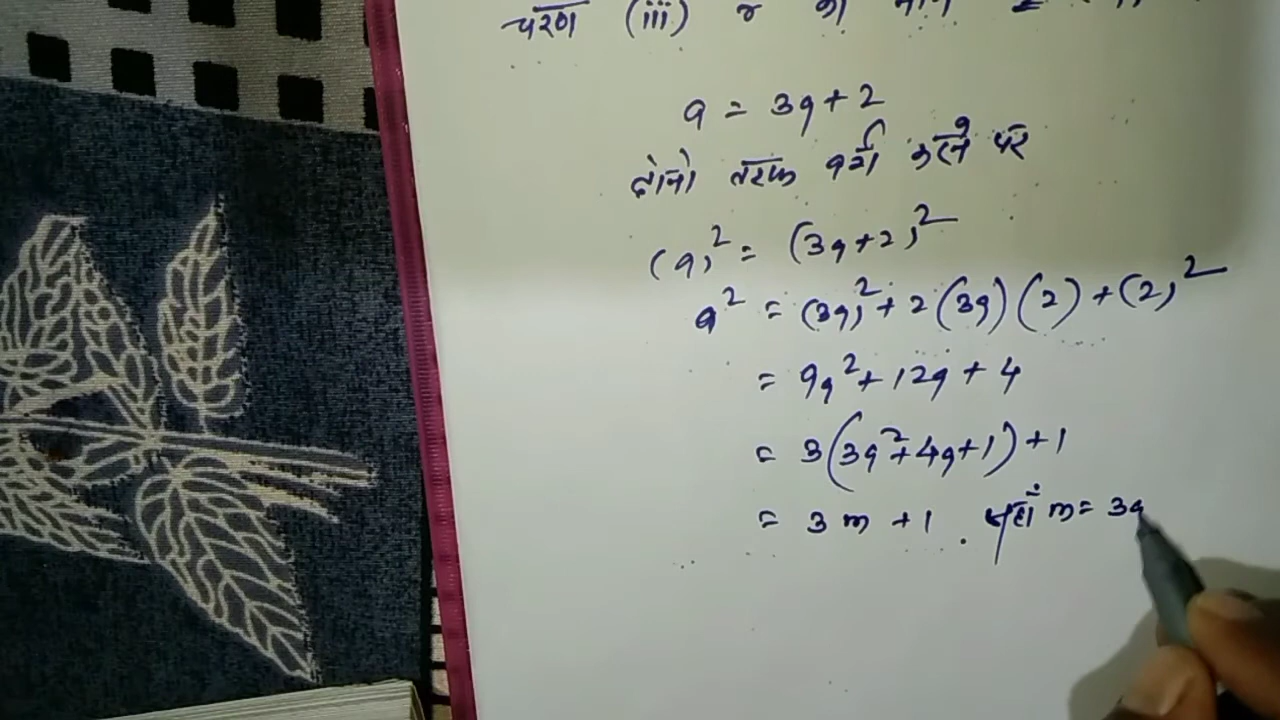 चरण (iii) r का मान 2
a = 3q + 2
दोनो तरफ वर्ग करने पर
(a)² = (3q+2)²
a² = (3q)² + 2(3q)(2) + (2)²
= 9q² + 12q + 4
= 3(3q²+4q+1)+1
= 3m + 1 . जहाँ m = 3q